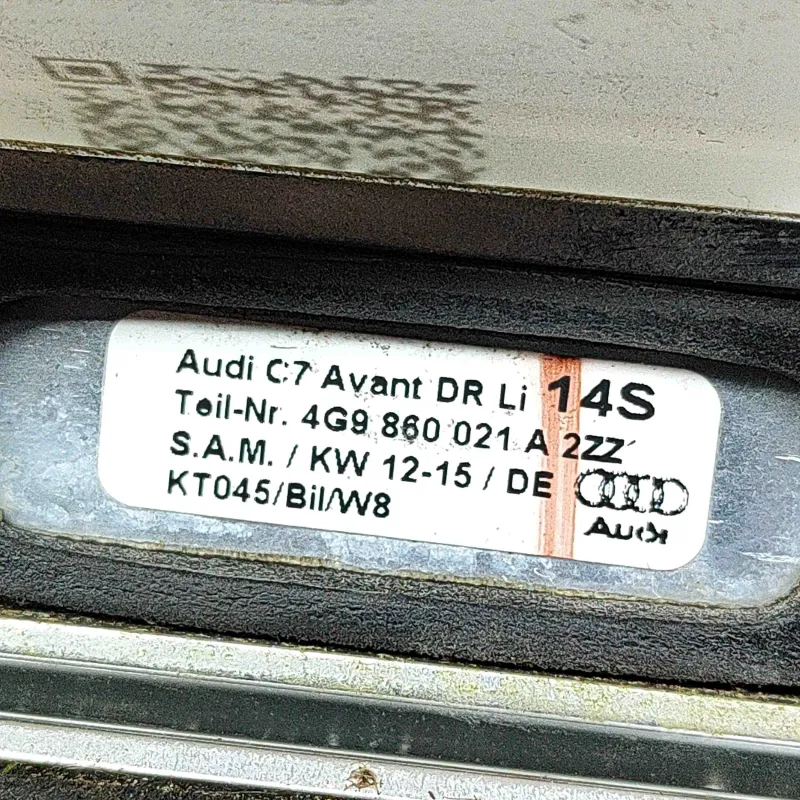 Audi C7 Avant DR Li 14S
Teil-Nr. 4G9 860 021 A 2ZZ
S.A.M. / KW 12-15 / DE
KT045/Bil/W8
Audi